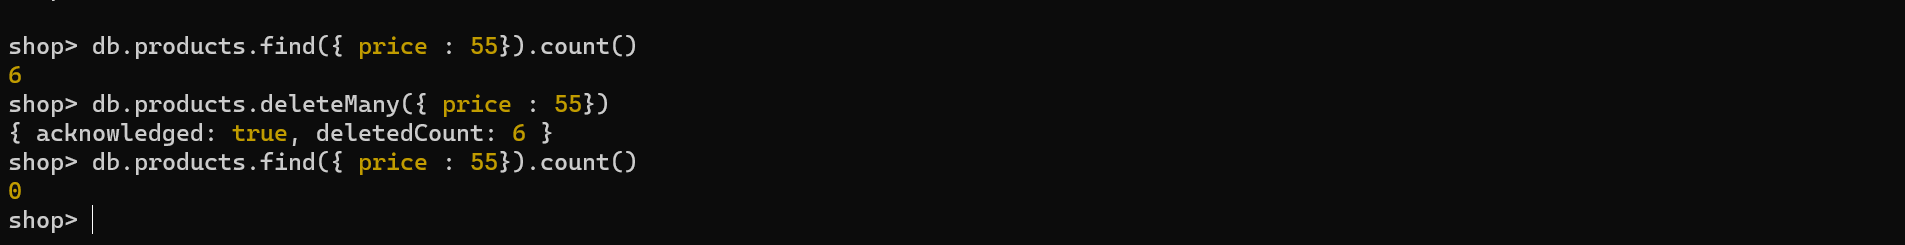 shop> db.products.find({ price : 55}).count()
6
shop> db.products.deleteMany({ price : 55})
{ acknowledged: true, deletedCount: 6 }
shop> db.products.find({ price : 55}).count()
0
shop>